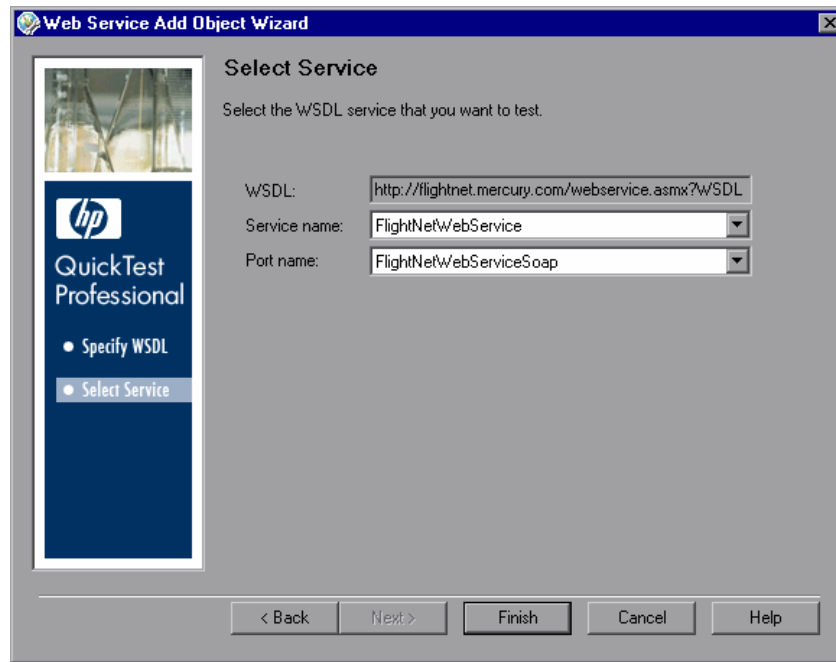 Web Service Add Object Wizard
Select Service
Select the WSDL service that you want to test.
WSDL: http://flightnet.mercury.com/webservice.asmx?WSDL
Service name: FlightNetWebService
Port name: FlightNetWebServiceSoap
hp
QuickTest
Professional
Specify WSDL
Select Service
< Back Next > Finish Cancel Help